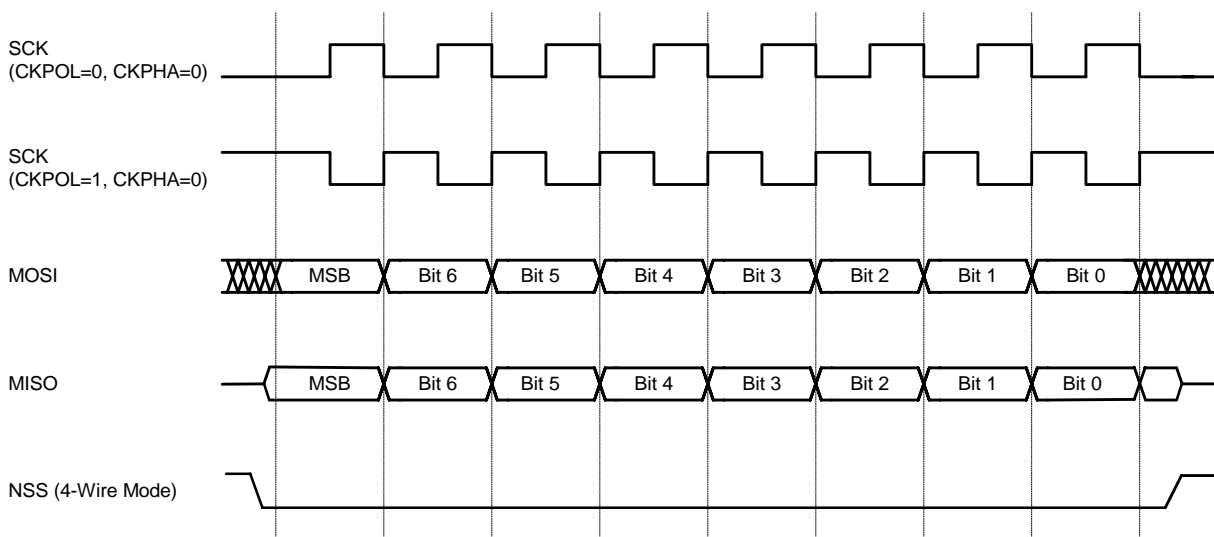 SCK
(CKPOL=0, CKPHA=0)
SCK
(CKPOL=1, CKPHA=0)
MOSI MSB Bit 6 Bit 5 Bit 4 Bit 3 Bit 2 Bit 1 Bit 0
MISO MSB Bit 6 Bit 5 Bit 4 Bit 3 Bit 2 Bit 1 Bit 0
NSS (4-Wire Mode)